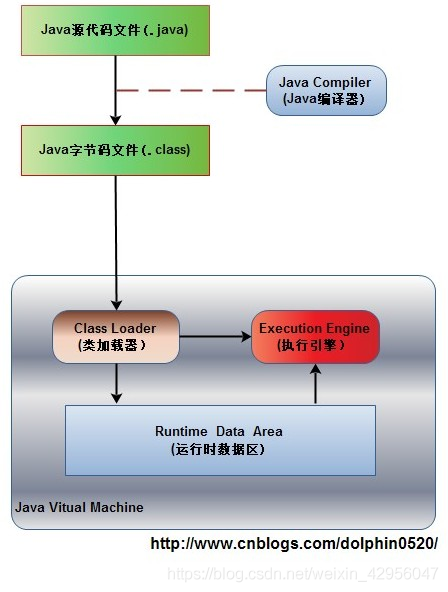 Java源代码文件(.java)
Java Compiler
(Java编译器)
Java字节码文件(.class)
Class Loader
(类加载器)
Execution Engine
(执行引擎)
Runtime Data Area
(运行时数据区)
Java Vitual Machine
http://www.cnblogs.com/dolphin0520/
https://blog.csdn.net/weixin_42956047